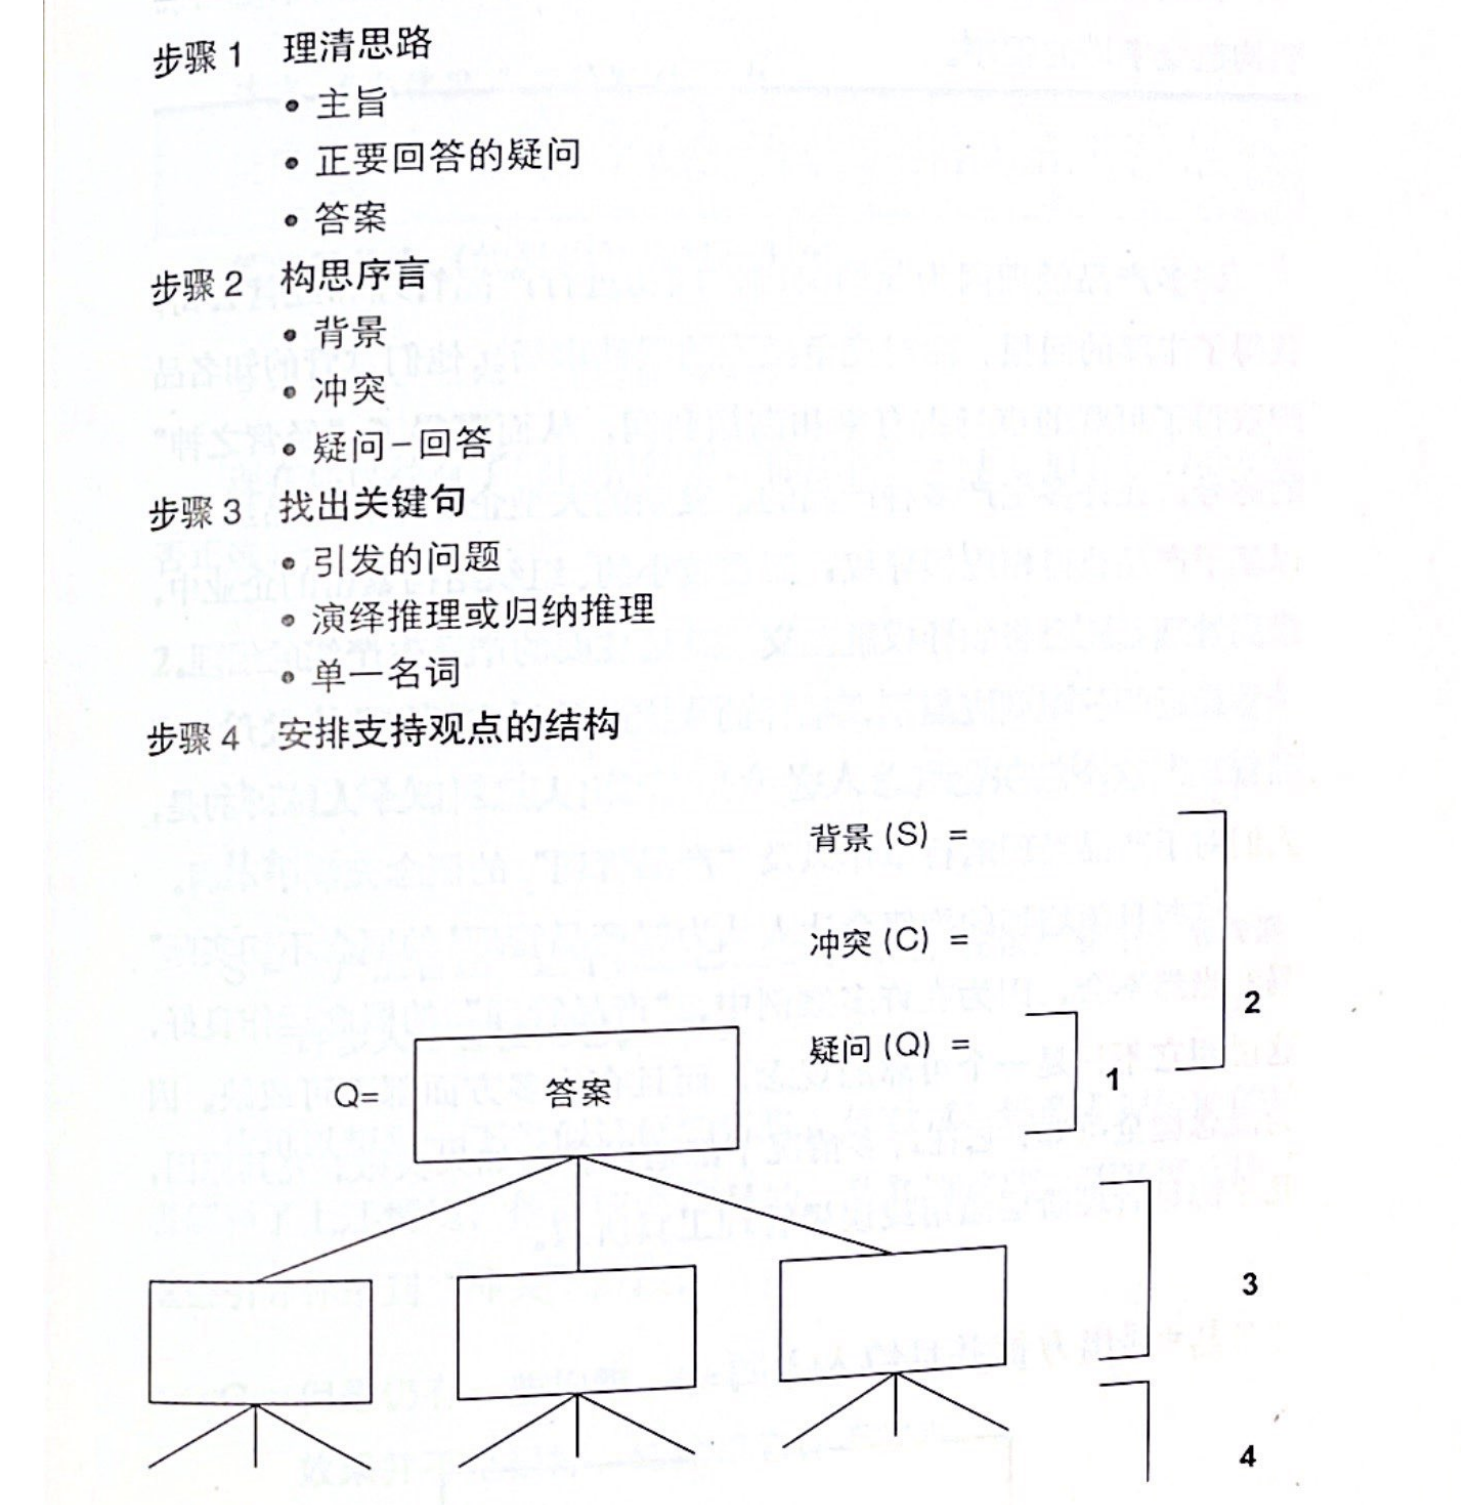 步骤 1 理清思路
• 主旨
• 正要回答的疑问
• 答案
步骤 2 构思序言
• 背景
• 冲突
• 疑问-回答
步骤 3 找出关键句
• 引发的问题
• 演绎推理或归纳推理
• 单一名词
步骤 4 安排支持观点的结构
背景 (S) =
冲突 (C) =
2
疑问 (Q) =
1
Q= 答案
3
4